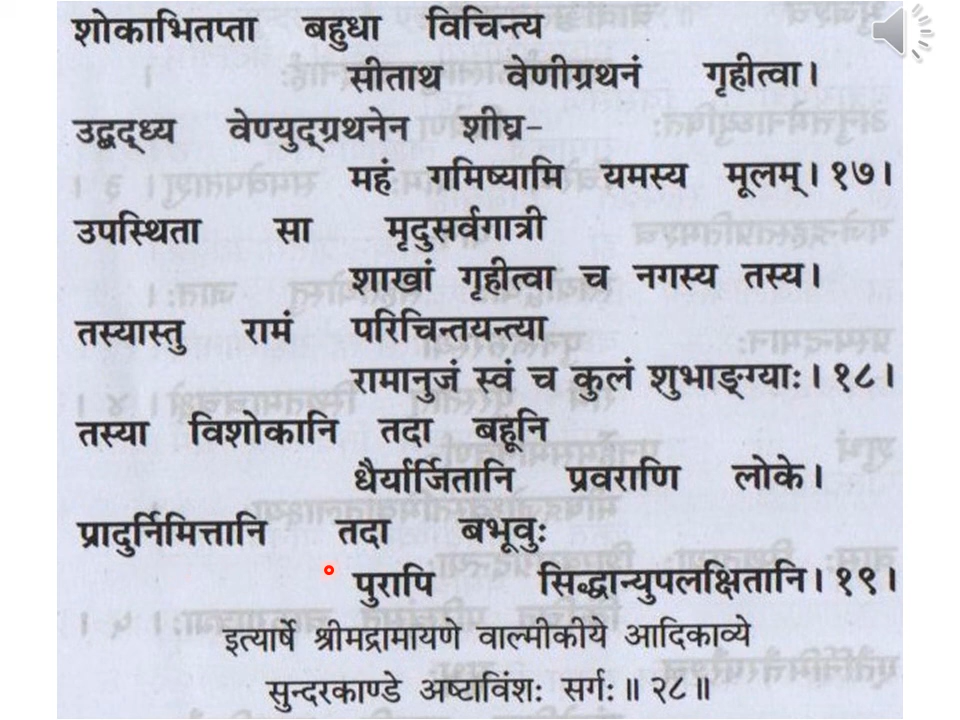 शोकाभितप्ता बहुधा विचिन्त्य
सीताथ वेणीग्रथनं गृहीत्वा।
उद्बद्ध्य वेण्युद्ग्रथनेन शीघ्र-
महं गमिष्यामि यमस्य मूलम्। १७।
उपस्थिता सा मृदुसर्वगात्री
शाखां गृहीत्वा च नगस्य तस्य।
तस्यास्तु रामं परिचिन्तयन्त्या
रामानुजं स्वं च कुलं शुभाङ्ग्याः। १८।
तस्या विशोकानि तदा बहूनि
धैर्यार्जितानि प्रवराणि लोके।
प्रादुर्निमित्तानि तदा बभूवुः
पुरापि सिद्धान्युपलक्षितानि। १९।
इत्यार्षे श्रीमद्रामायणे वाल्मीकीये आदिकाव्ये
सुन्दरकाण्डे अष्टाविंशः सर्गः॥ २८॥